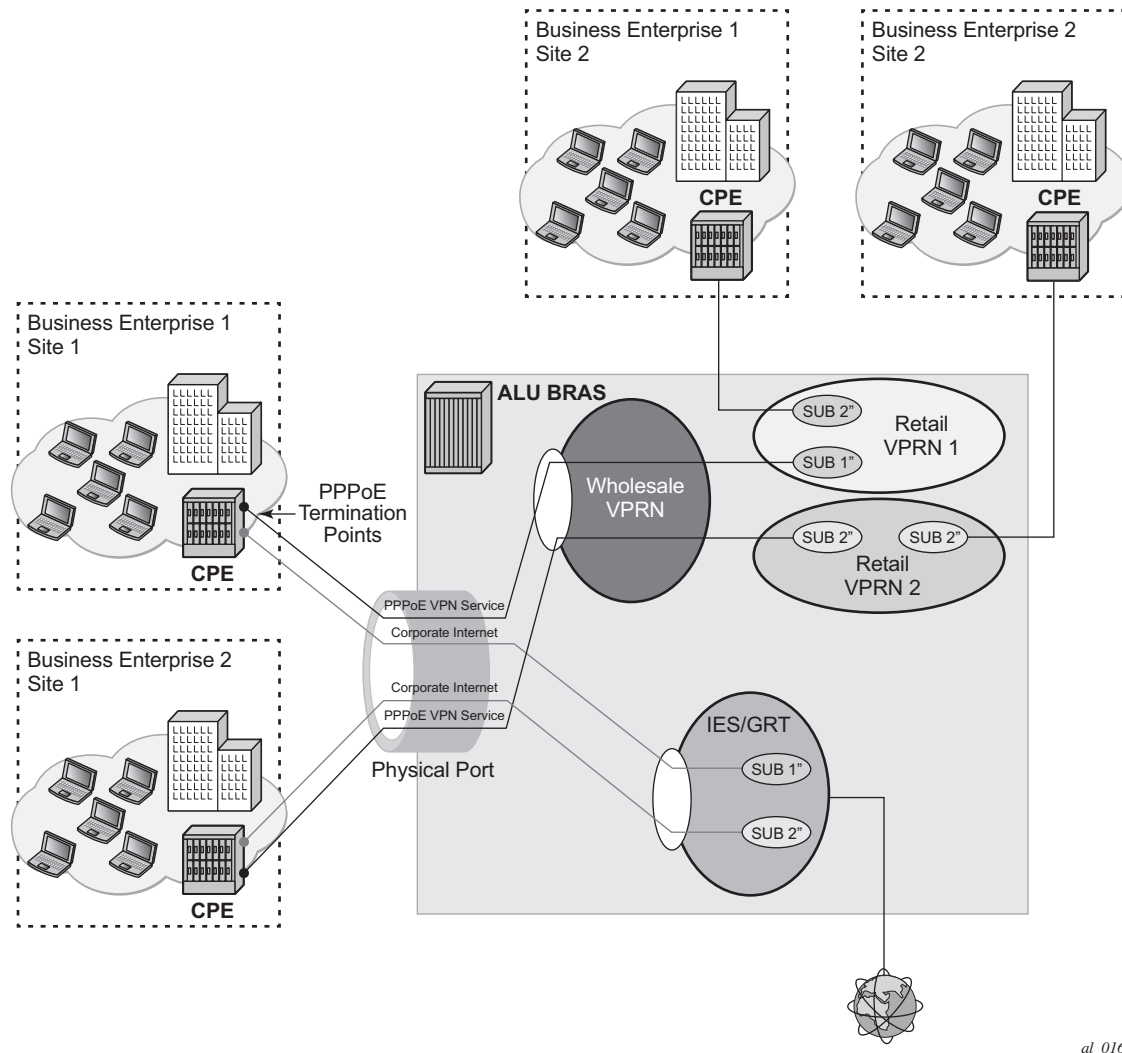 Business Enterprise 1
Site 2
CPE
Business Enterprise 2
Site 2
CPE
Business Enterprise 1
Site 1
CPE
PPPoE
Termination
Points
ALU BRAS
Wholesale
VPRN
SUB 2”
SUB 1”
Retail
VPRN 1
SUB 2”
SUB 2”
Retail
VPRN 2
PPPoE VPN Service
Corporate Internet
Corporate Internet
PPPoE VPN Service
Physical Port
Business Enterprise 2
Site 1
CPE
IES/GRT
SUB 1”
SUB 2”
al_016